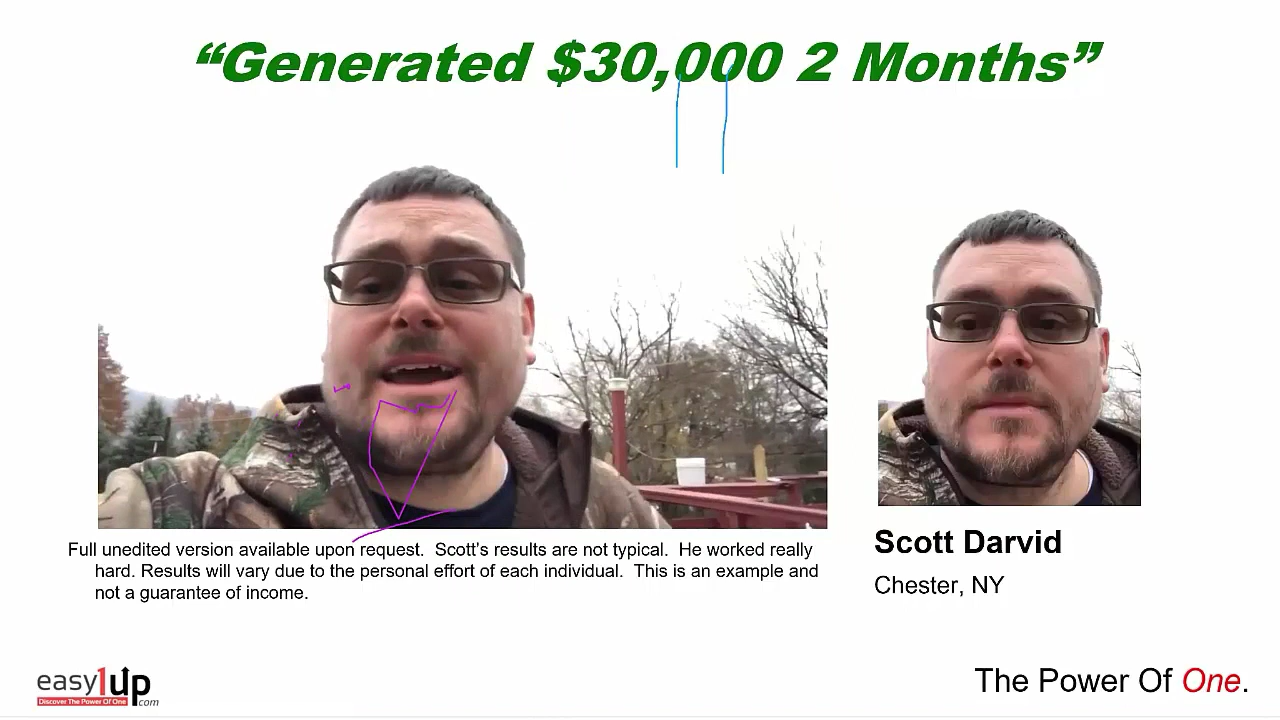 “Generated $30,000 2 Months”
Full unedited version available upon request.  Scott's results are not typical.  He worked really
hard. Results will vary due to the personal effort of each individual.  This is an example and
not a guarantee of income.
Scott Darvid
Chester, NY
easy1up
Discover The Power Of One
.com
The Power Of One.